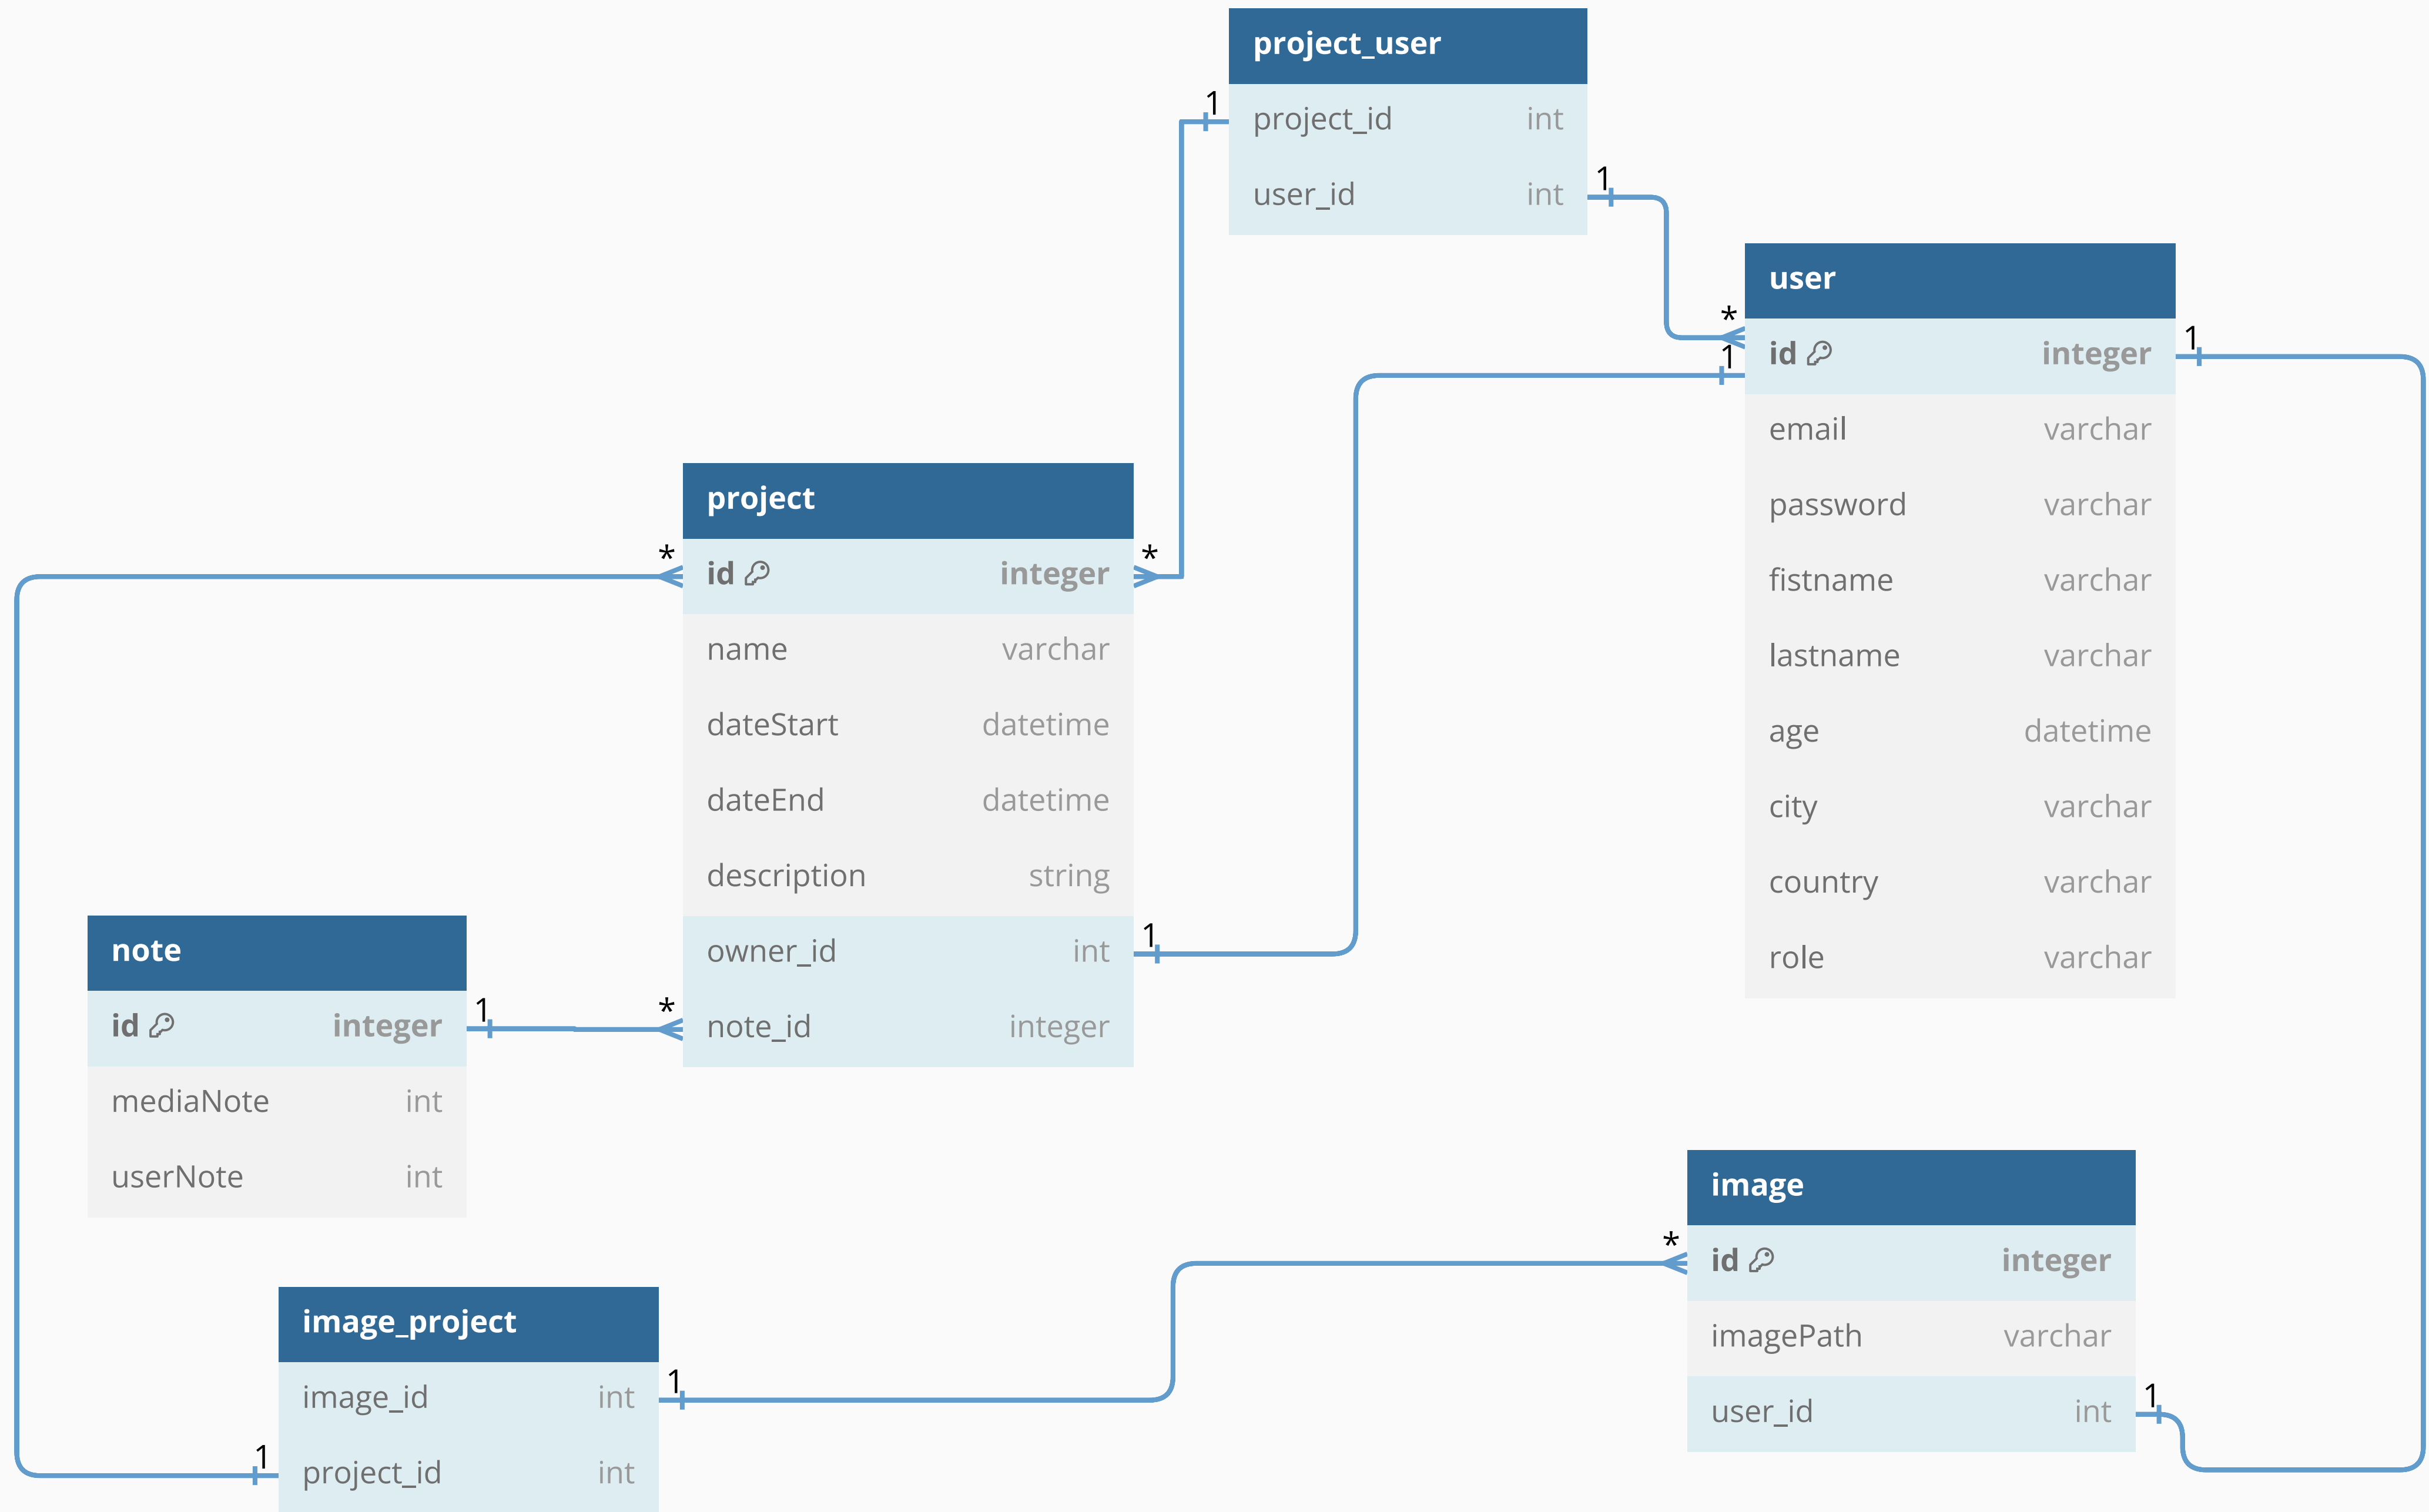 project_user
1
project_id int
1
user_id int
user
*
1
1
id integer
email varchar
password varchar
fistname varchar
lastname varchar
age datetime
city varchar
country varchar
role varchar
project
*
*
id integer
name varchar
dateStart datetime
dateEnd datetime
description string
1
owner_id int
*
note_id integer
note
1
id integer
mediaNote int
userNote int
image
*
id integer
imagePath varchar
1
user_id int
image_project
1
image_id int
1
project_id int